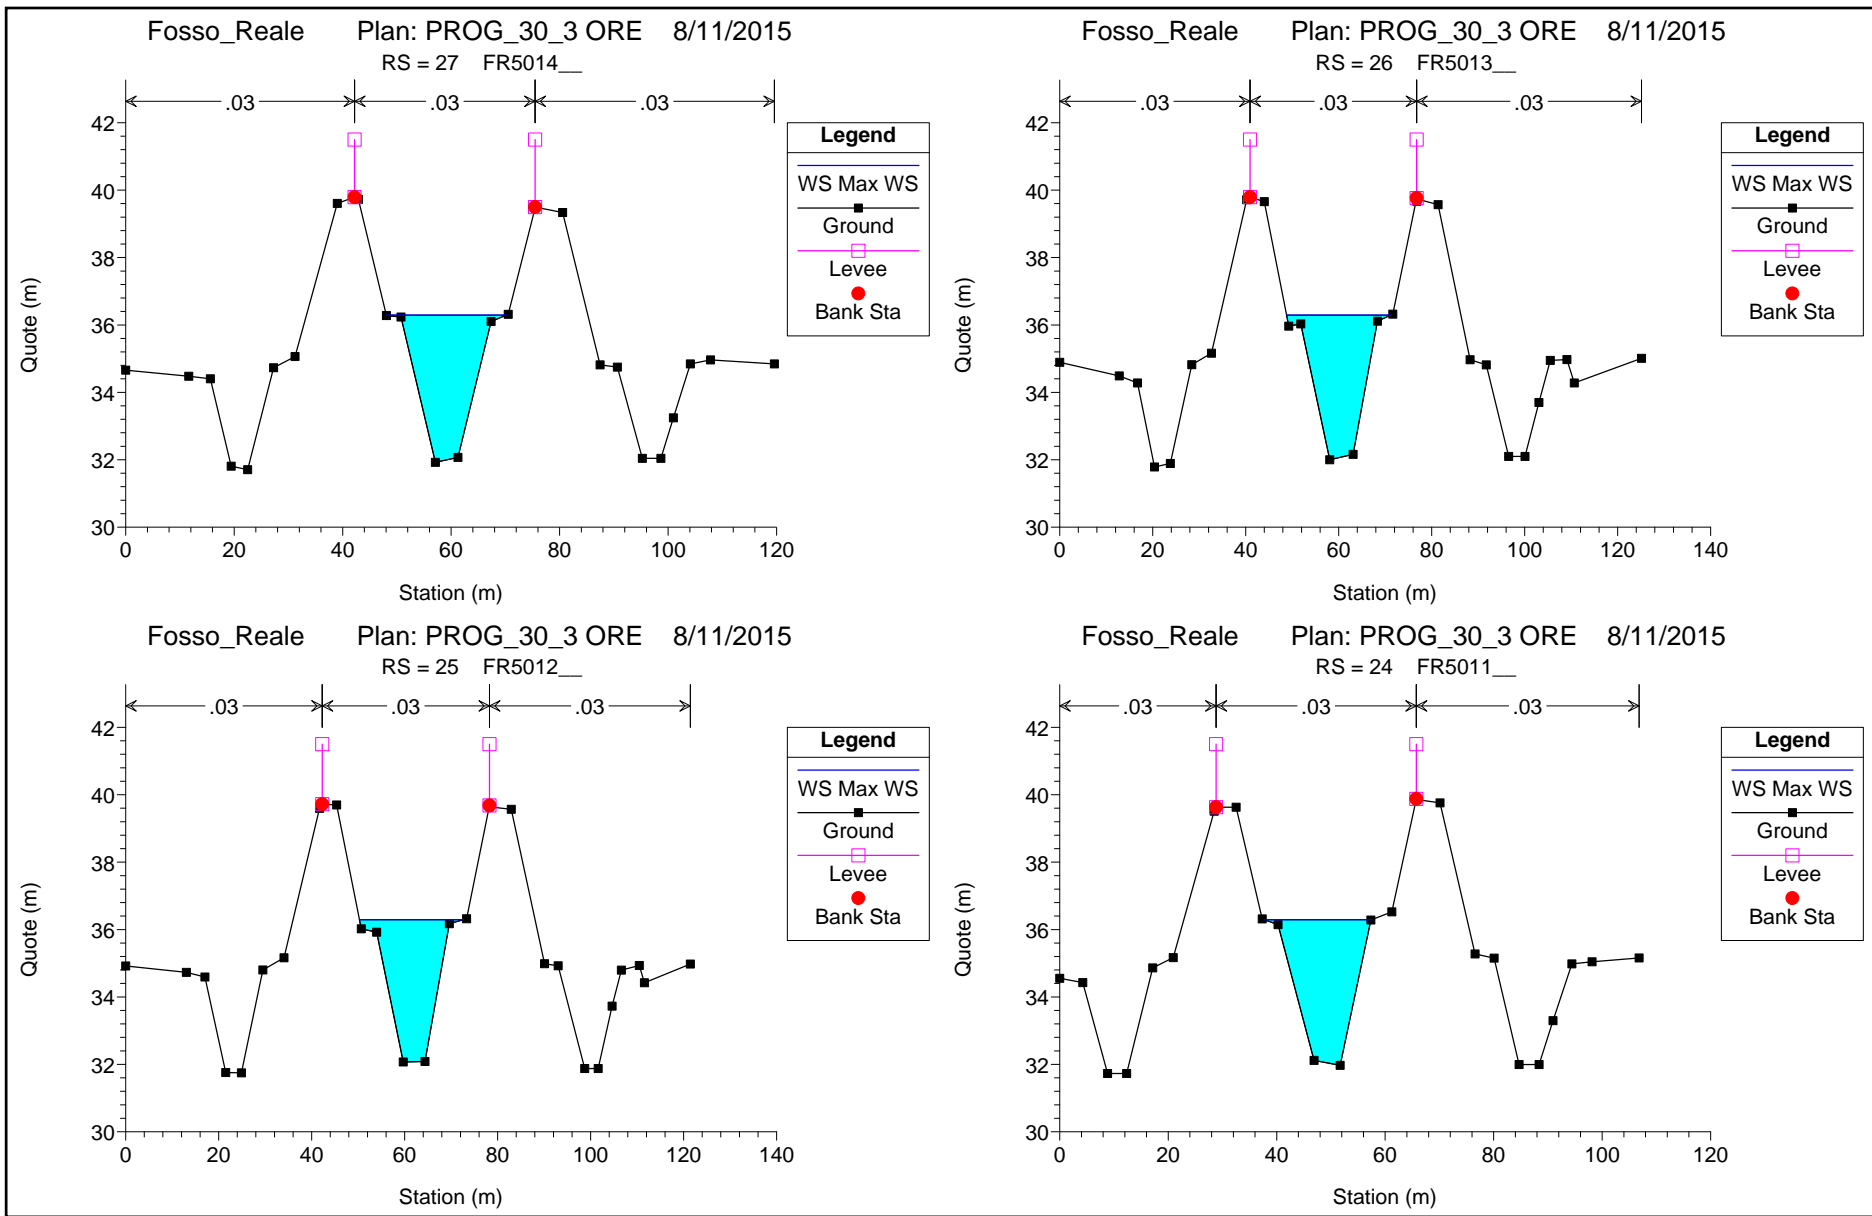 Fosso_Reale Plan: PROG_30_3 ORE 8/11/2015
RS = 27 FR5014__
.03 .03 .03
42
40
38
36
34
32
30
Quote (m)
0 20 40 60 80 100 120
Station (m)
Legend
WS Max WS
Ground
Levee
Bank Sta
Fosso_Reale Plan: PROG_30_3 ORE 8/11/2015
RS = 26 FR5013__
.03 .03 .03
42
40
38
36
34
32
30
Quote (m)
0 20 40 60 80 100 120 140
Station (m)
Legend
WS Max WS
Ground
Levee
Bank Sta
Fosso_Reale Plan: PROG_30_3 ORE 8/11/2015
RS = 25 FR5012__
.03 .03 .03
42
40
38
36
34
32
30
Quote (m)
0 20 40 60 80 100 120 140
Station (m)
Legend
WS Max WS
Ground
Levee
Bank Sta
Fosso_Reale Plan: PROG_30_3 ORE 8/11/2015
RS = 24 FR5011__
.03 .03 .03
42
40
38
36
34
32
30
Quote (m)
0 20 40 60 80 100 120
Station (m)
Legend
WS Max WS
Ground
Levee
Bank Sta